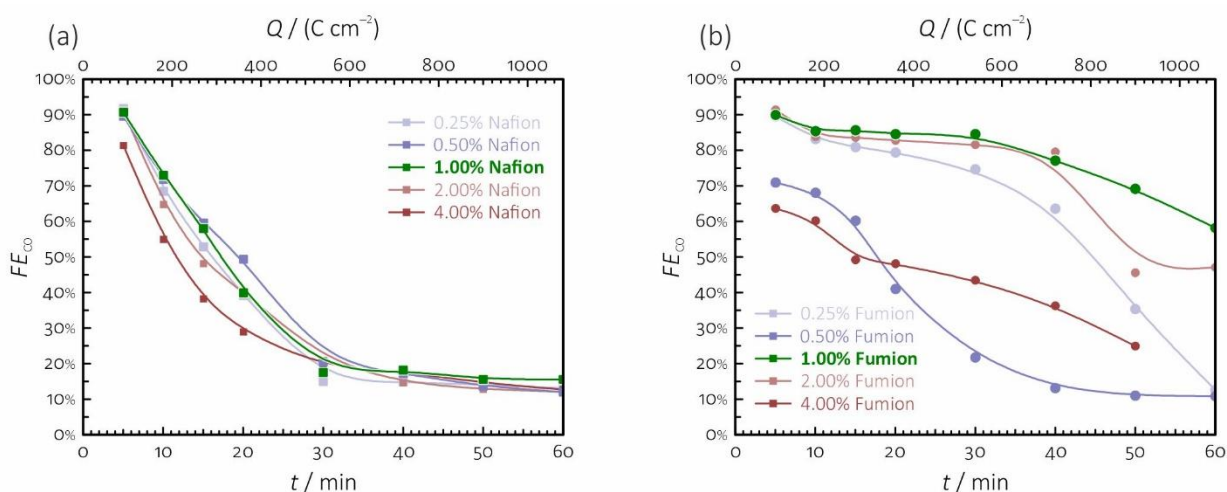 (a)
Q / (C cm⁻²)
0 200 400 600 800 1000
100%
90%
80%
70%
60%
50%
40%
30%
20%
10%
0%
FE_CO
0.25% Nafion
0.50% Nafion
1.00% Nafion
2.00% Nafion
4.00% Nafion
0 10 20 30 40 50 60
t / min
(b)
Q / (C cm⁻²)
0 200 400 600 800 1000
100%
90%
80%
70%
60%
50%
40%
30%
20%
10%
0%
FE_CO
0.25% Fumion
0.50% Fumion
1.00% Fumion
2.00% Fumion
4.00% Fumion
0 10 20 30 40 50 60
t / min